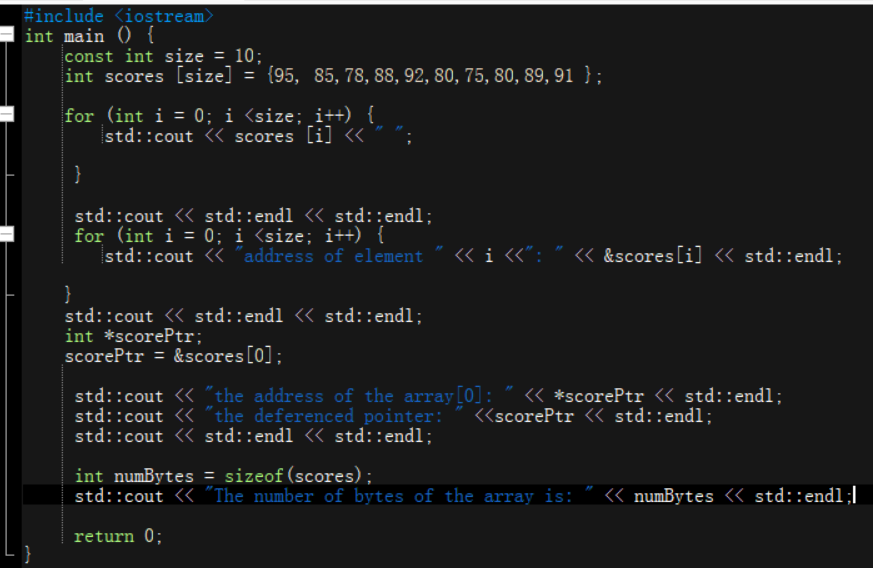 #include <iostream>
int main () {
const int size = 10;
int scores [size] = {95, 85,78,88,92,80,75,80,89,91 };
for (int i = 0; i <size; i++) {
std::cout << scores [i] << " ";
}
std::cout << std::endl << std::endl;
for (int i = 0; i <size; i++) {
std::cout << "address of element " << i <<": " << &scores[i] << std::endl;
}
std::cout << std::endl << std::endl;
int *scorePtr;
scorePtr = &scores[0];
std::cout << "the address of the array[0]: " << *scorePtr << std::endl;
std::cout << "the deferenced pointer: " <<scorePtr << std::endl;
std::cout << std::endl << std::endl;
int numBytes = sizeof(scores);
std::cout << "The number of bytes of the array is: " << numBytes << std::endl;
return 0;
}